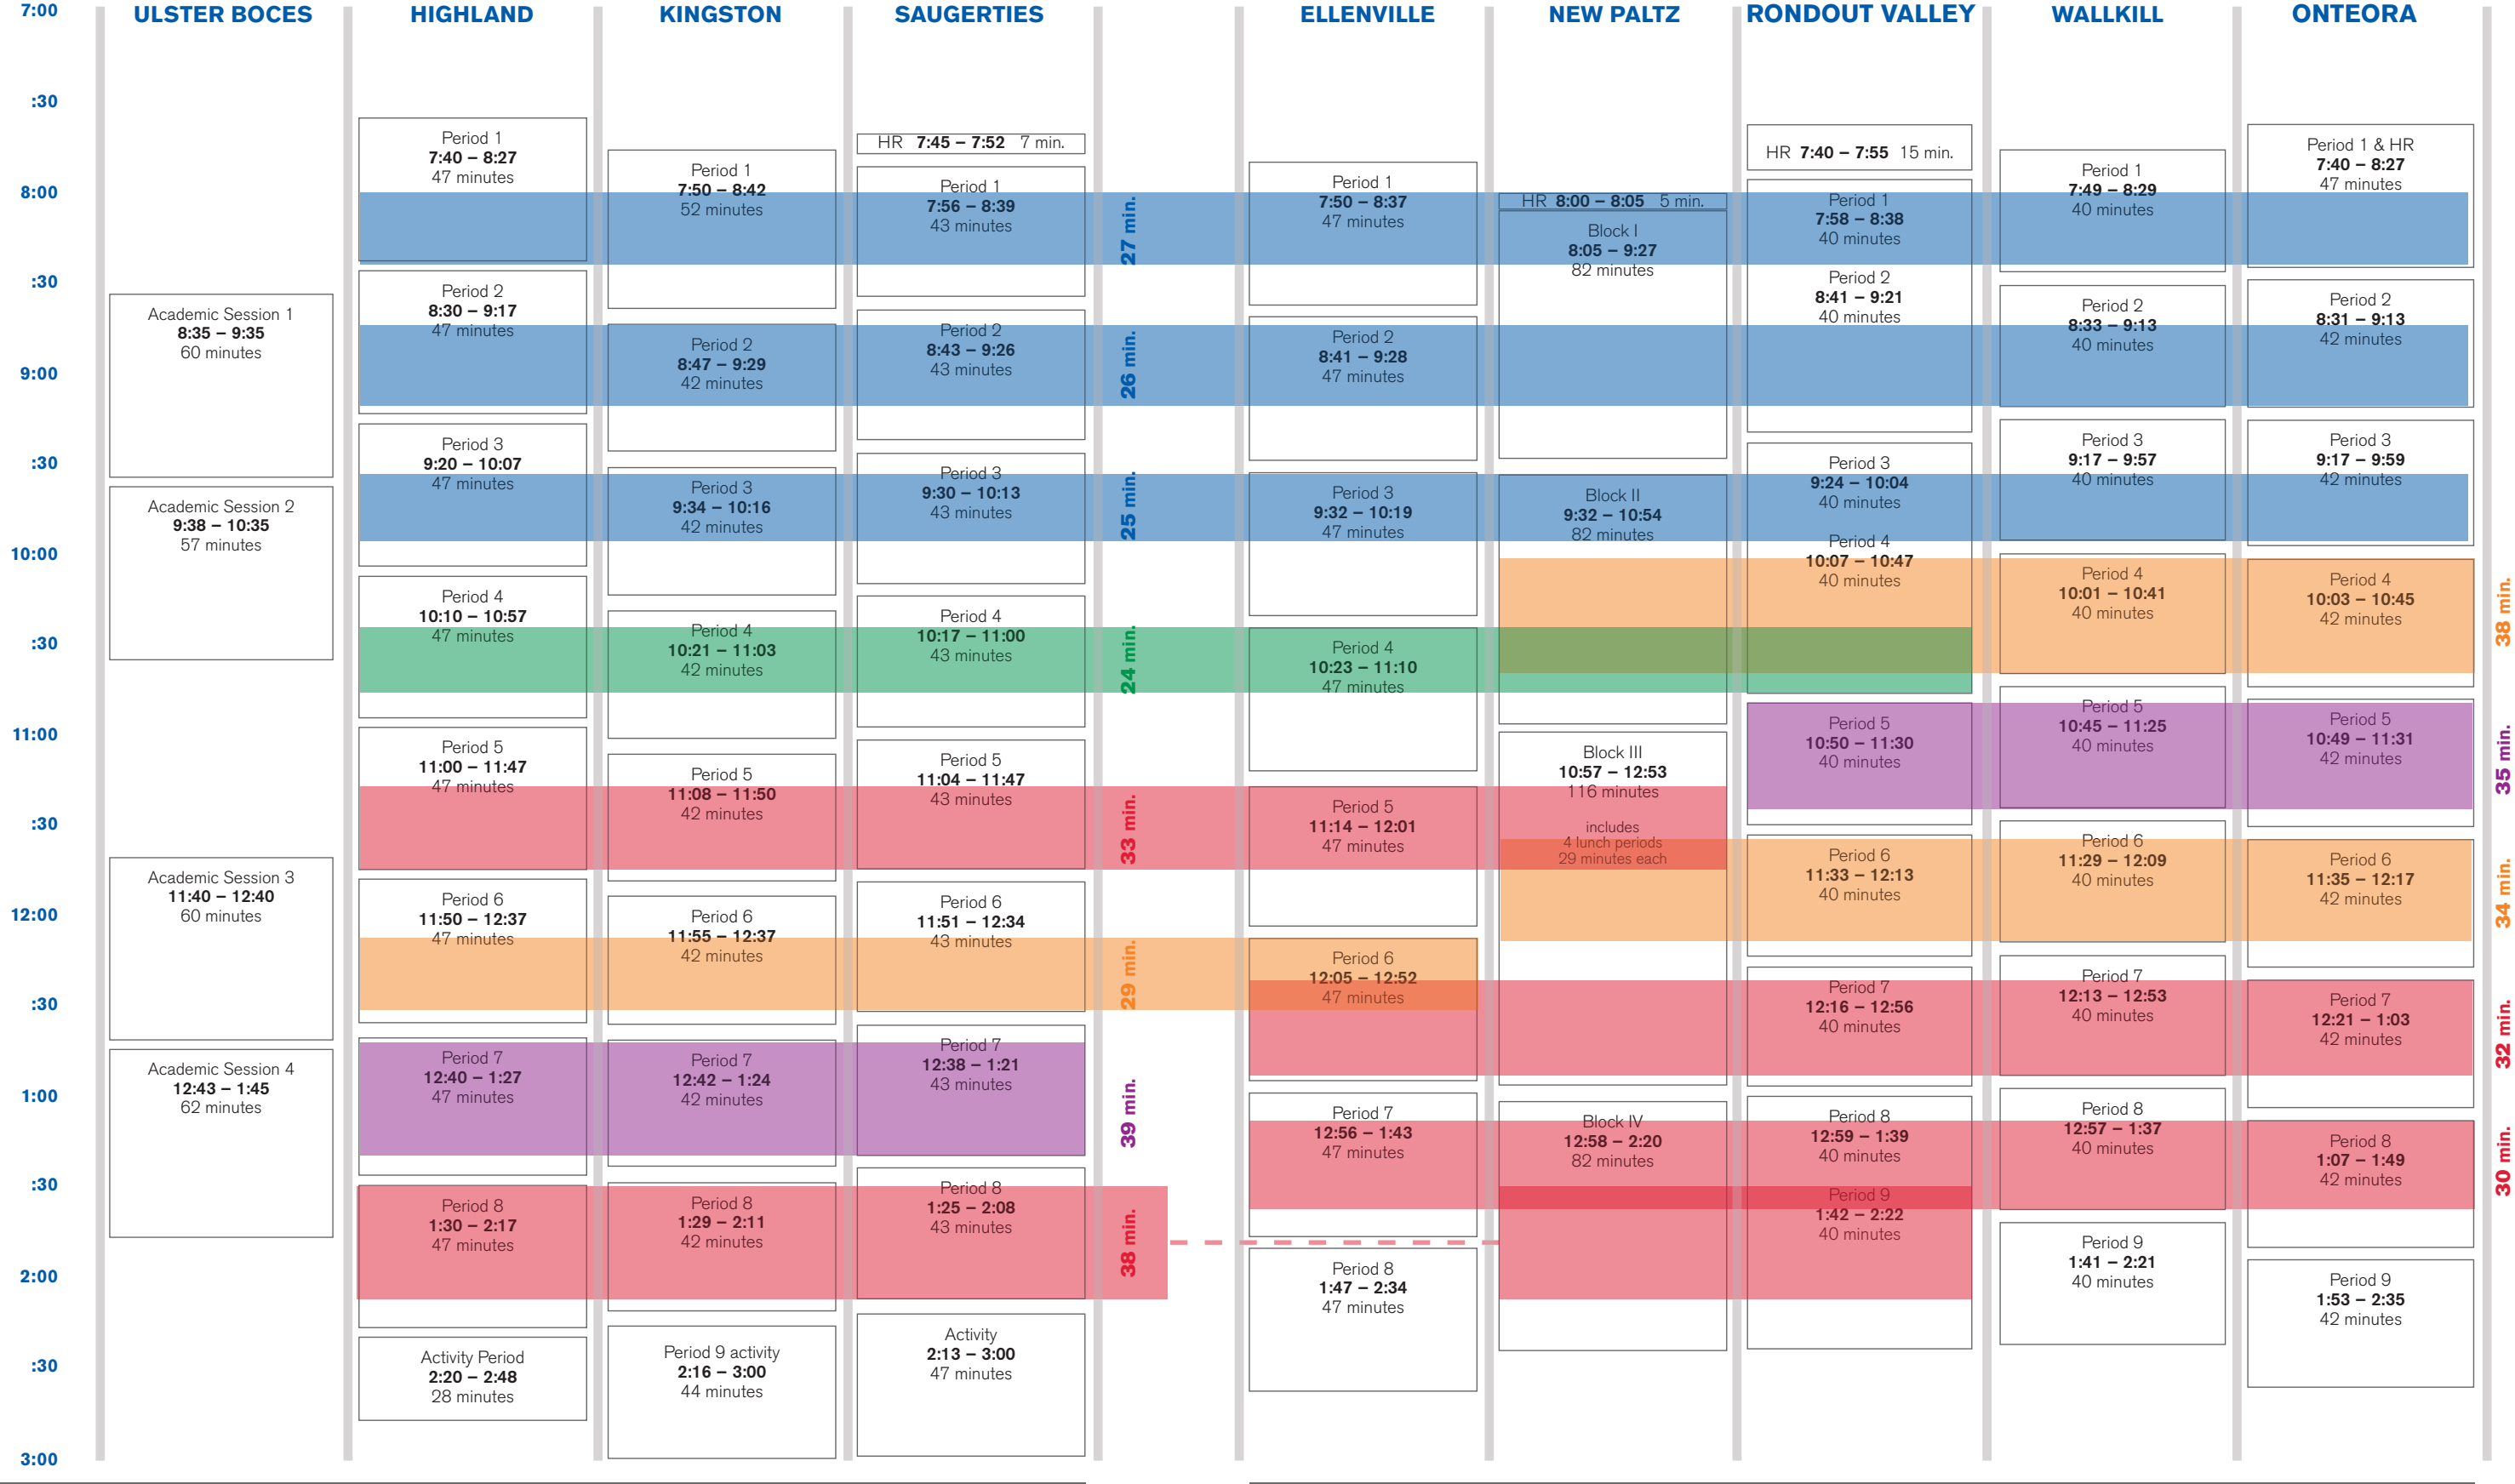 7:00
:30
8:00
:30
9:00
:30
10:00
:30
11:00
:30
12:00
:30
1:00
:30
2:00
:30
3:00
ULSTER BOCES
Academic Session 1
8:35 – 9:35
60 minutes
Academic Session 2
9:38 – 10:35
57 minutes
Academic Session 3
11:40 – 12:40
60 minutes
Academic Session 4
12:43 – 1:45
62 minutes
HIGHLAND
Period 1
7:40 – 8:27
47 minutes
Period 2
8:30 – 9:17
47 minutes
Period 3
9:20 – 10:07
47 minutes
Period 4
10:10 – 10:57
47 minutes
Period 5
11:00 – 11:47
47 minutes
Period 6
11:50 – 12:37
47 minutes
Period 7
12:40 – 1:27
47 minutes
Period 8
1:30 – 2:17
47 minutes
Activity Period
2:20 – 2:48
28 minutes
KINGSTON
Period 1
7:50 – 8:42
52 minutes
Period 2
8:47 – 9:29
42 minutes
Period 3
9:34 – 10:16
42 minutes
Period 4
10:21 – 11:03
42 minutes
Period 5
11:08 – 11:50
42 minutes
Period 6
11:55 – 12:37
42 minutes
Period 7
12:42 – 1:24
42 minutes
Period 8
1:29 – 2:11
42 minutes
Period 9 activity
2:16 – 3:00
44 minutes
SAUGERTIES
HR 7:45 – 7:52 7 min.
Period 1
7:56 – 8:39
43 minutes
Period 2
8:43 – 9:26
43 minutes
Period 3
9:30 – 10:13
43 minutes
Period 4
10:17 – 11:00
43 minutes
Period 5
11:04 – 11:47
43 minutes
Period 6
11:51 – 12:34
43 minutes
Period 7
12:38 – 1:21
43 minutes
Period 8
1:25 – 2:08
43 minutes
Activity
2:13 – 3:00
47 minutes
27 min.
26 min.
25 min.
24 min.
33 min.
29 min.
39 min.
38 min.
ELLENVILLE
Period 1
7:50 – 8:37
47 minutes
Period 2
8:41 – 9:28
47 minutes
Period 3
9:32 – 10:19
47 minutes
Period 4
10:23 – 11:10
47 minutes
Period 5
11:14 – 12:01
47 minutes
Period 6
12:05 – 12:52
47 minutes
Period 7
12:56 – 1:43
47 minutes
Period 8
1:47 – 2:34
47 minutes
NEW PALTZ
HR 8:00 – 8:05 5 min.
Block I
8:05 – 9:27
82 minutes
Block II
9:32 – 10:54
82 minutes
Block III
10:57 – 12:53
116 minutes
includes
4 lunch periods
29 minutes each
Block IV
12:58 – 2:20
82 minutes
RONDOUT VALLEY
HR 7:40 – 7:55 15 min.
Period 1
7:58 – 8:38
40 minutes
Period 2
8:41 – 9:21
40 minutes
Period 3
9:24 – 10:04
40 minutes
Period 4
10:07 – 10:47
40 minutes
Period 5
10:50 – 11:30
40 minutes
Period 6
11:33 – 12:13
40 minutes
Period 7
12:16 – 12:56
40 minutes
Period 8
12:59 – 1:39
40 minutes
Period 9
1:42 – 2:22
40 minutes
WALLKILL
Period 1
7:49 – 8:29
40 minutes
Period 2
8:33 – 9:13
40 minutes
Period 3
9:17 – 9:57
40 minutes
Period 4
10:01 – 10:41
40 minutes
Period 5
10:45 – 11:25
40 minutes
Period 6
11:29 – 12:09
40 minutes
Period 7
12:13 – 12:53
40 minutes
Period 8
12:57 – 1:37
40 minutes
Period 9
1:41 – 2:21
40 minutes
ONTEORA
Period 1 & HR
7:40 – 8:27
47 minutes
Period 2
8:31 – 9:13
42 minutes
Period 3
9:17 – 9:59
42 minutes
Period 4
10:03 – 10:45
42 minutes
Period 5
10:49 – 11:31
42 minutes
Period 6
11:35 – 12:17
42 minutes
Period 7
12:21 – 1:03
42 minutes
Period 8
1:07 – 1:49
42 minutes
Period 9
1:53 – 2:35
42 minutes
38 min.
35 min.
34 min.
32 min.
30 min.